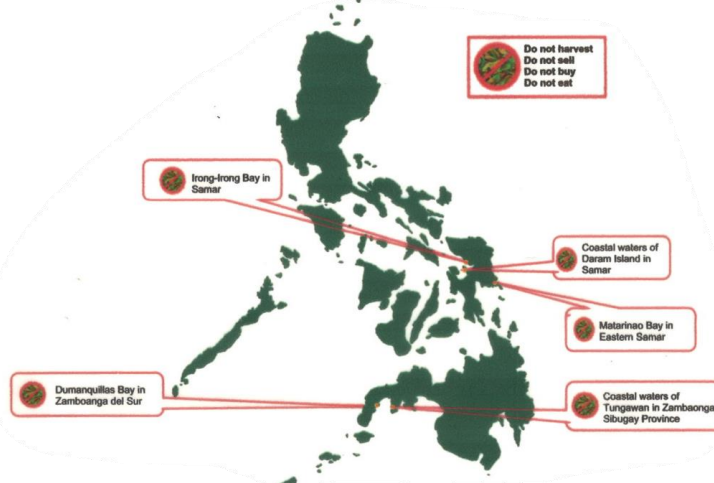 Do not harvest
Do not sell
Do not buy
Do not eat
Irong-Irong Bay in
Samar
Coastal waters of
Daram Island in
Samar
Matarinao Bay in
Eastern Samar
Dumanquillas Bay in
Zamboanga del Sur
Coastal waters of
Tungawan in Zambaonga
Sibugay Province